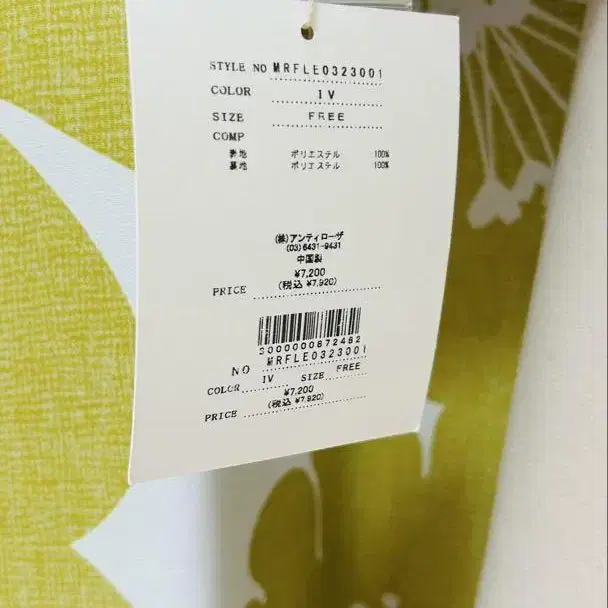 STYLE NO MRFLE0323001
COLOR IV
SIZE FREE
COMP
表地 ポリエステル 100%
裏地 ポリエステル 100%
(株)アンティローザ
(03)6431-9431
中国製
¥7,200
PRICE (税込 ¥7,920)
3000000872482
NO MRFLE0323001
COLOR IV SIZE FREE
¥7,200
PRICE (税込 ¥7,920)